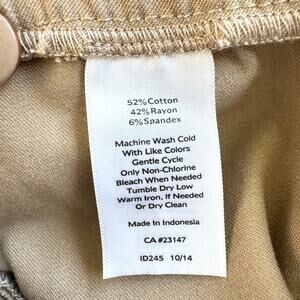 52% Cotton
42% Rayon
6% Spandex
Machine Wash Cold
With Like Colors
Gentle Cycle
Only Non-Chlorine
Bleach When Needed
Tumble Dry Low
Warm Iron, If Needed
Or Dry Clean
Made In Indonesia
CA #23147
ID245 10/14